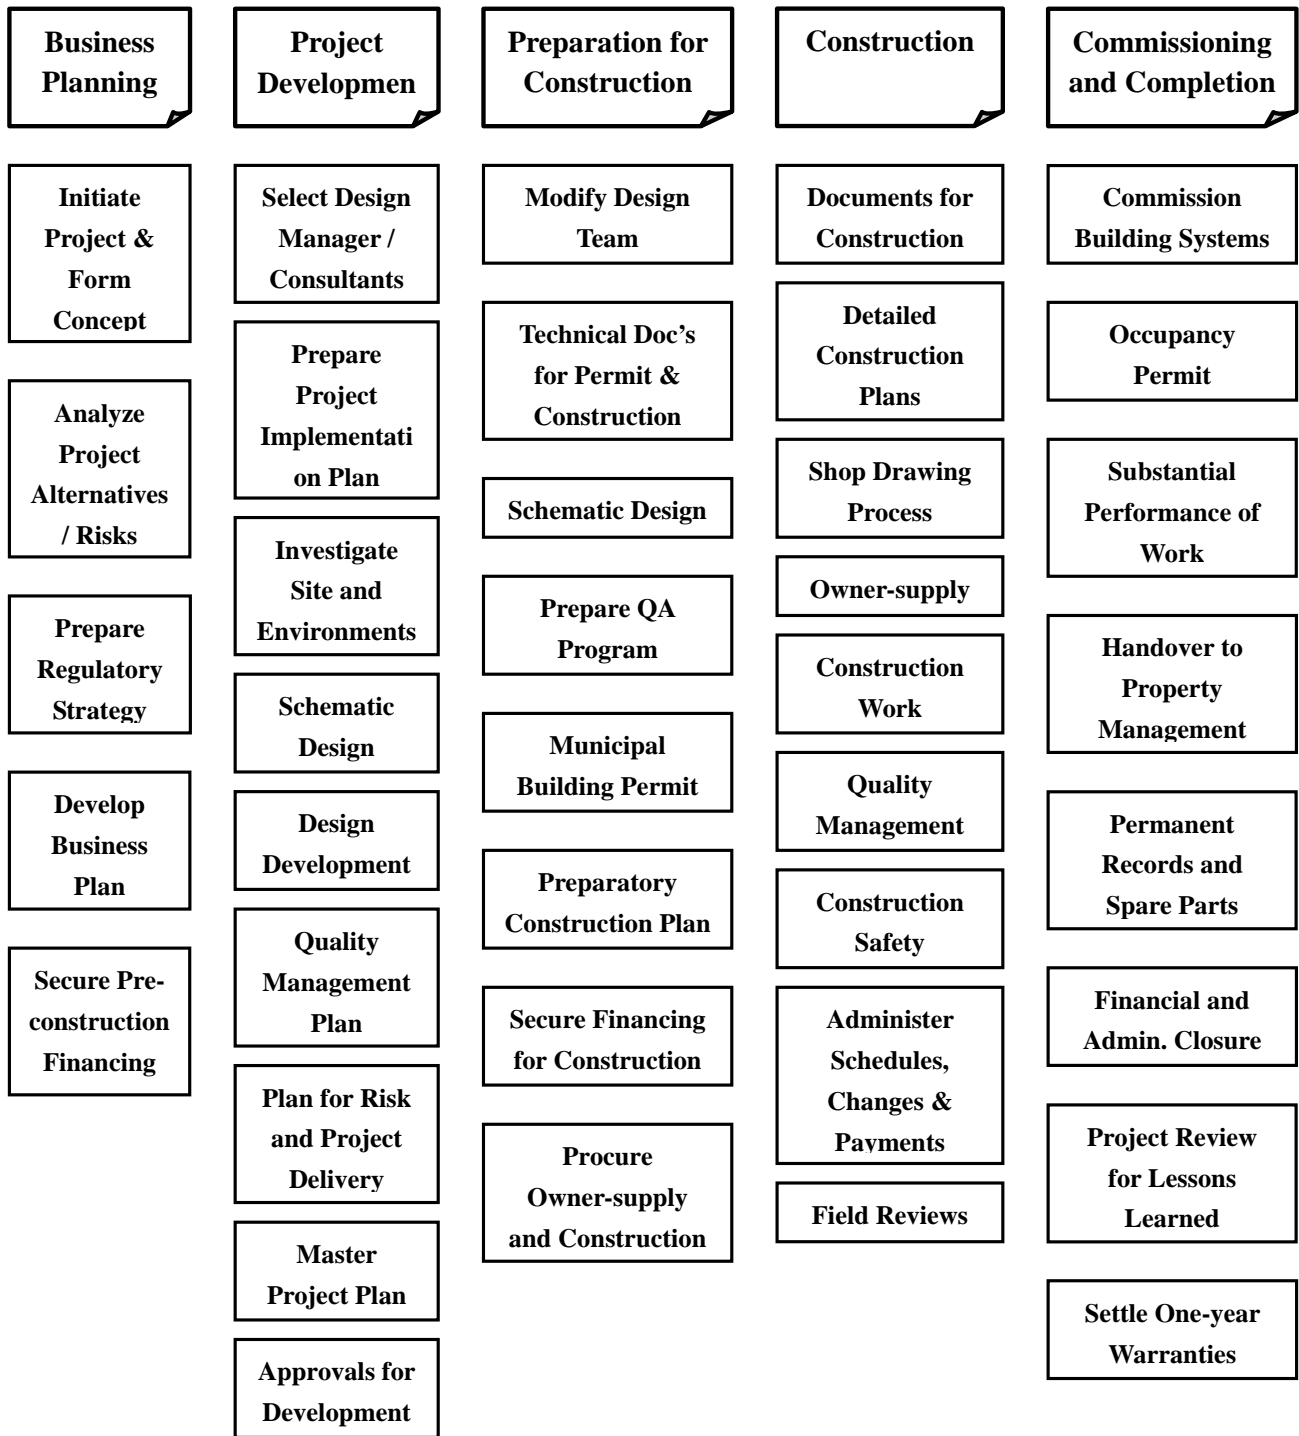 Business
Planning
Project
Developmen
Preparation for
Construction
Construction
Commissioning
and Completion
Initiate
Project &
Form
Concept
Analyze
Project
Alternatives
/ Risks
Prepare
Regulatory
Strategy
Develop
Business
Plan
Secure Pre-
construction
Financing
Select Design
Manager /
Consultants
Prepare
Project
Implementati
on Plan
Investigate
Site and
Environments
Schematic
Design
Design
Development
Quality
Management
Plan
Plan for Risk
and Project
Delivery
Master
Project Plan
Approvals for
Development
Modify Design
Team
Technical Doc's
for Permit &
Construction
Schematic Design
Prepare QA
Program
Municipal
Building Permit
Preparatory
Construction Plan
Secure Financing
for Construction
Procure
Owner-supply
and Construction
Documents for
Construction
Detailed
Construction
Plans
Shop Drawing
Process
Owner-supply
Construction
Work
Quality
Management
Construction
Safety
Administer
Schedules,
Changes &
Payments
Field Reviews
Commission
Building Systems
Occupancy
Permit
Substantial
Performance of
Work
Handover to
Property
Management
Permanent
Records and
Spare Parts
Financial and
Admin. Closure
Project Review
for Lessons
Learned
Settle One-year
Warranties